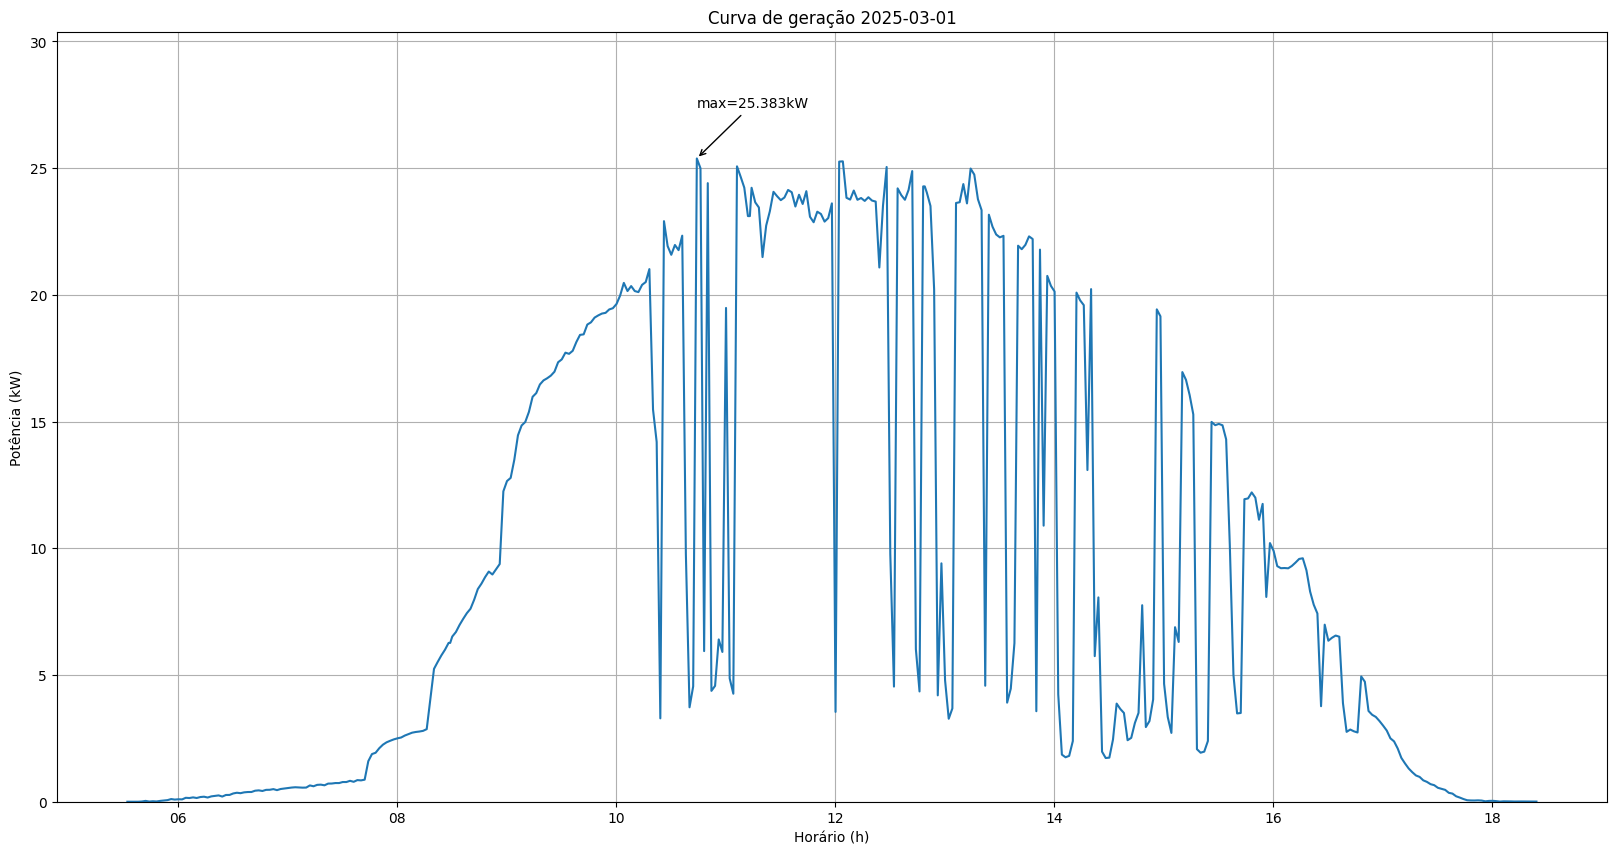 Curva de geração 2025-03-01
30
max=25.383kW
25
20
15
10
5
0
Potência (kW)
06 08 10 12 14 16 18
Horário (h)